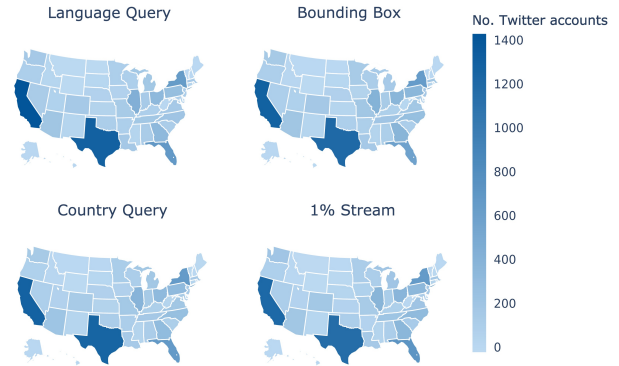 Language Query
Bounding Box
No. Twitter accounts
1400
1200
1000
800
600
400
200
0
Country Query
1% Stream